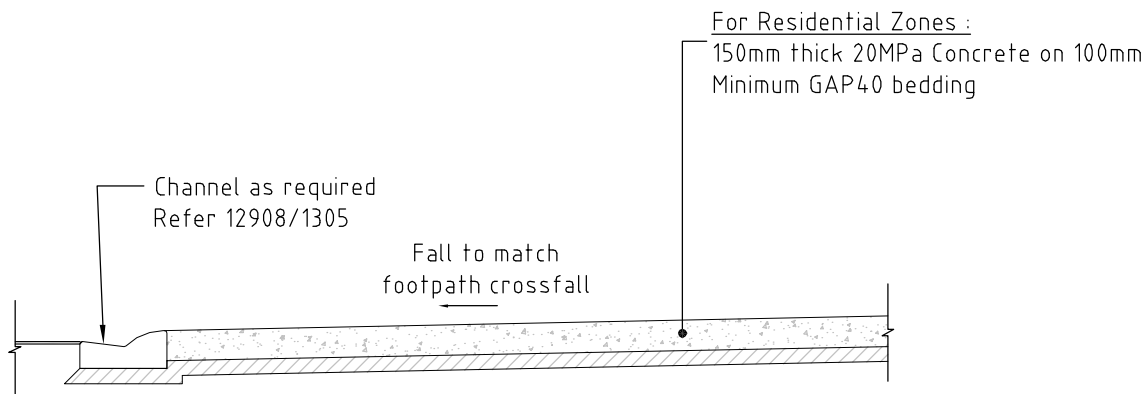 For Residential Zones :
150mm thick 20MPa Concrete on 100mm
Minimum GAP40 bedding
Channel as required
Refer 12908/1305
Fall to match
footpath crossfall